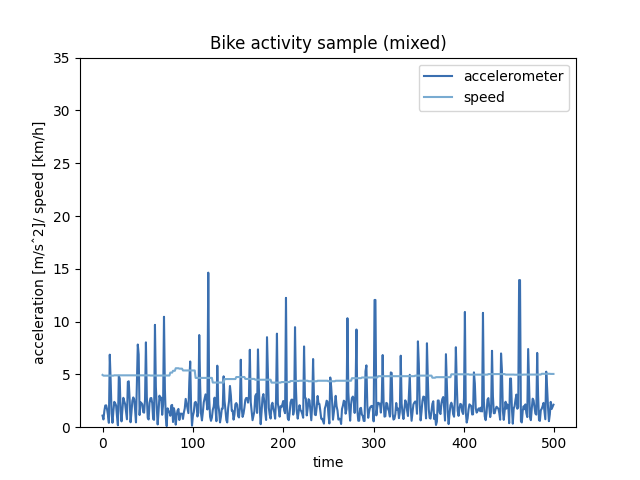 Bike activity sample (mixed)
accelerometer
speed
35
30
25
20
15
10
5
0
acceleration [m/sˆ2]/ speed [km/h]
0 100 200 300 400 500
time